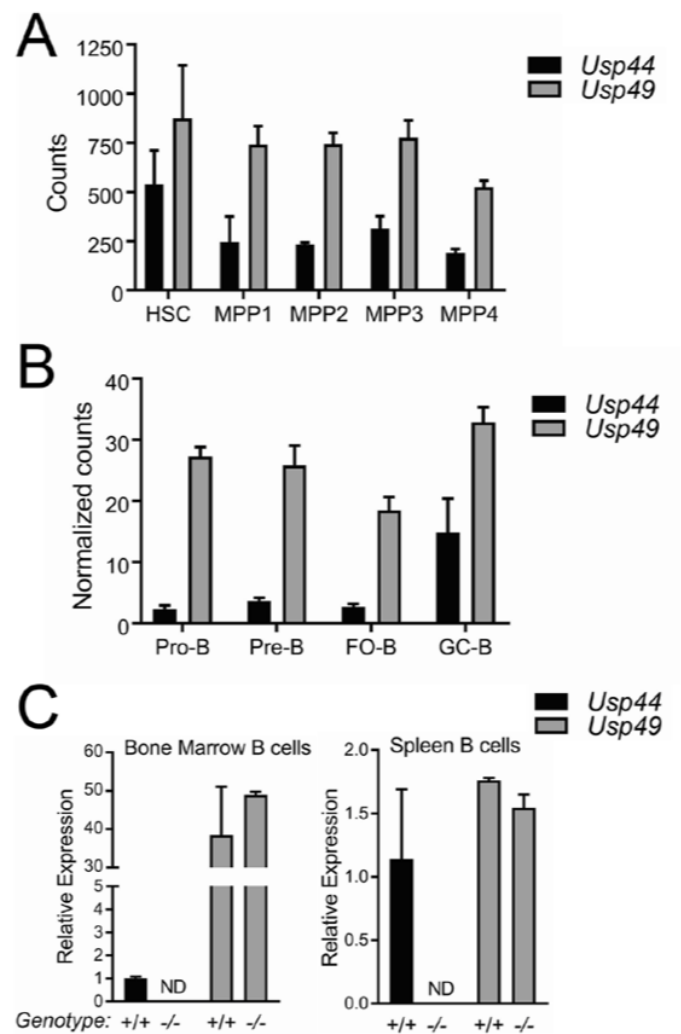 A
1250
1000
750
500
250
0
Counts
Usp44
Usp49
HSC MPP1 MPP2 MPP3 MPP4
B
40
30
20
10
0
Normalized counts
Usp44
Usp49
Pro-B Pre-B FO-B GC-B
C
Usp44
Usp49
Bone Marrow B cells
60
50
40
30
5
4
3
2
1
0
Relative Expression
ND
Genotype: +/+ -/- +/+ -/-
Spleen B cells
2.0
1.5
1.0
0.5
0.0
Relative Expression
ND
+/+ -/- +/+ -/-